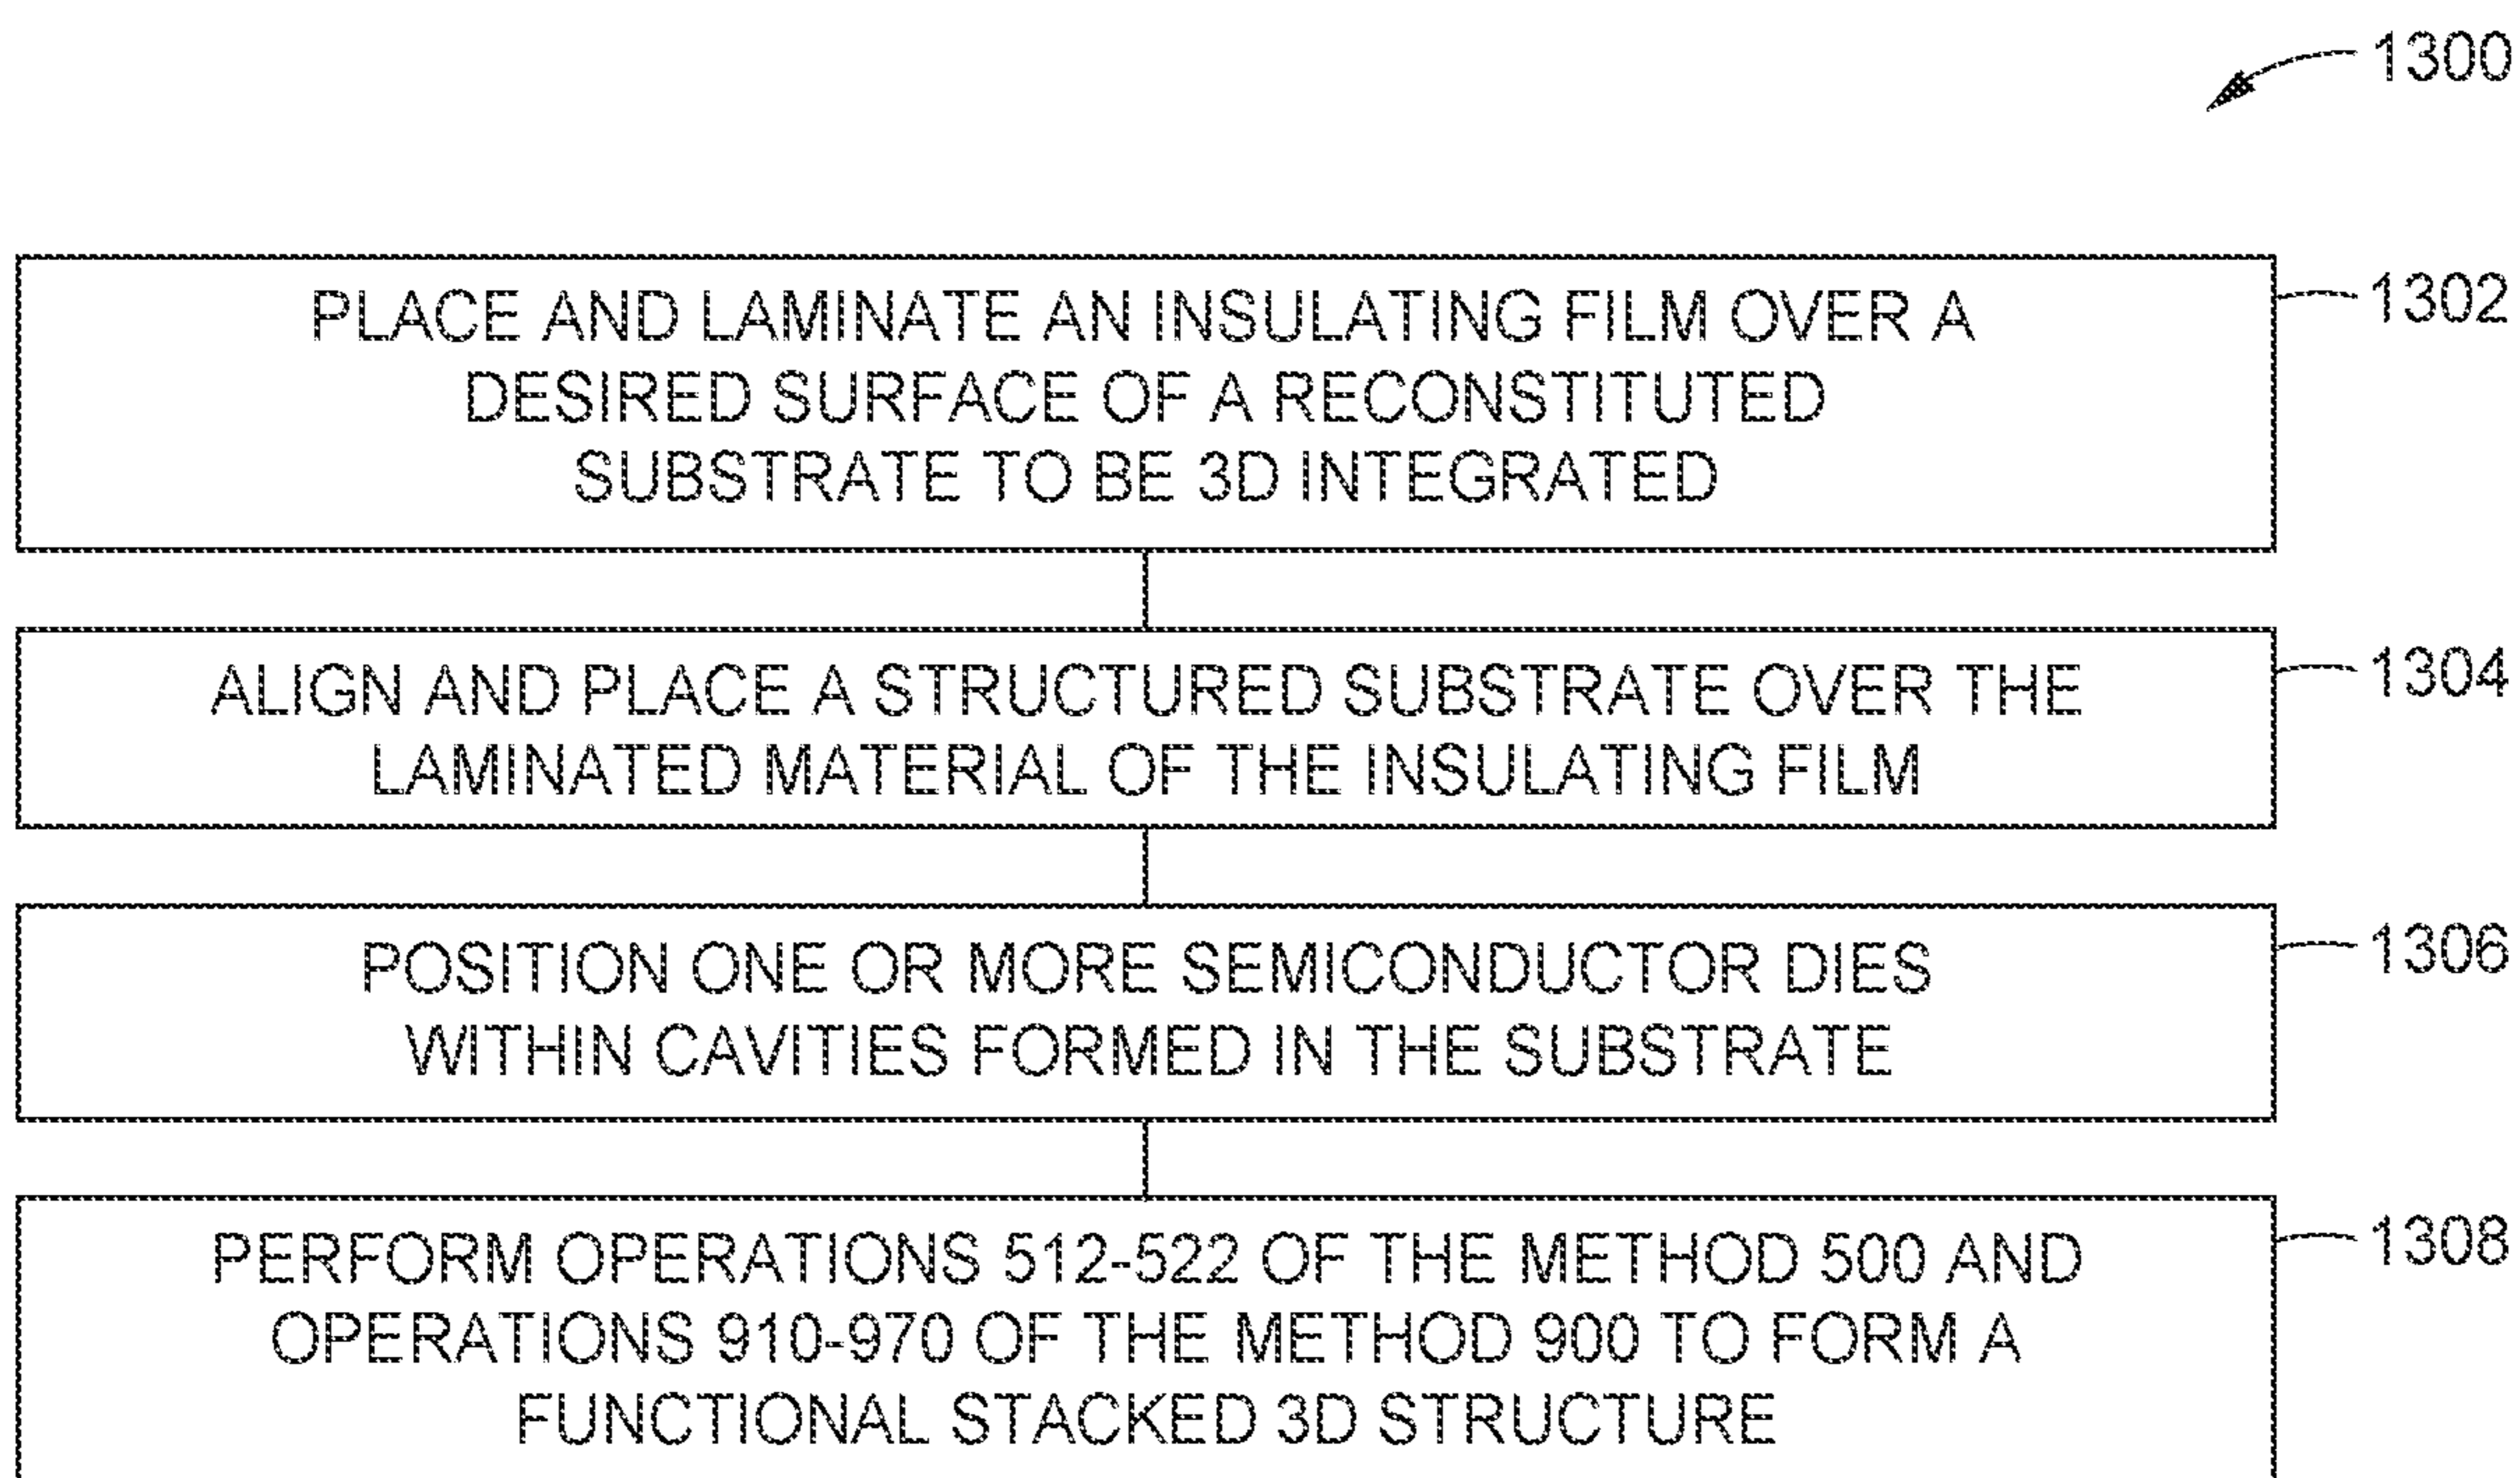 1300
PLACE AND LAMINATE AN INSULATING FILM OVER A
DESIRED SURFACE OF A RECONSTITUTED
SUBSTRATE TO BE 3D INTEGRATED
1302
ALIGN AND PLACE A STRUCTURED SUBSTRATE OVER THE
LAMINATED MATERIAL OF THE INSULATING FILM
1304
POSITION ONE OR MORE SEMICONDUCTOR DIES
WITHIN CAVITIES FORMED IN THE SUBSTRATE
1306
PERFORM OPERATIONS 512-522 OF THE METHOD 500 AND
OPERATIONS 910-970 OF THE METHOD 900 TO FORM A
FUNCTIONAL STACKED 3D STRUCTURE
1308